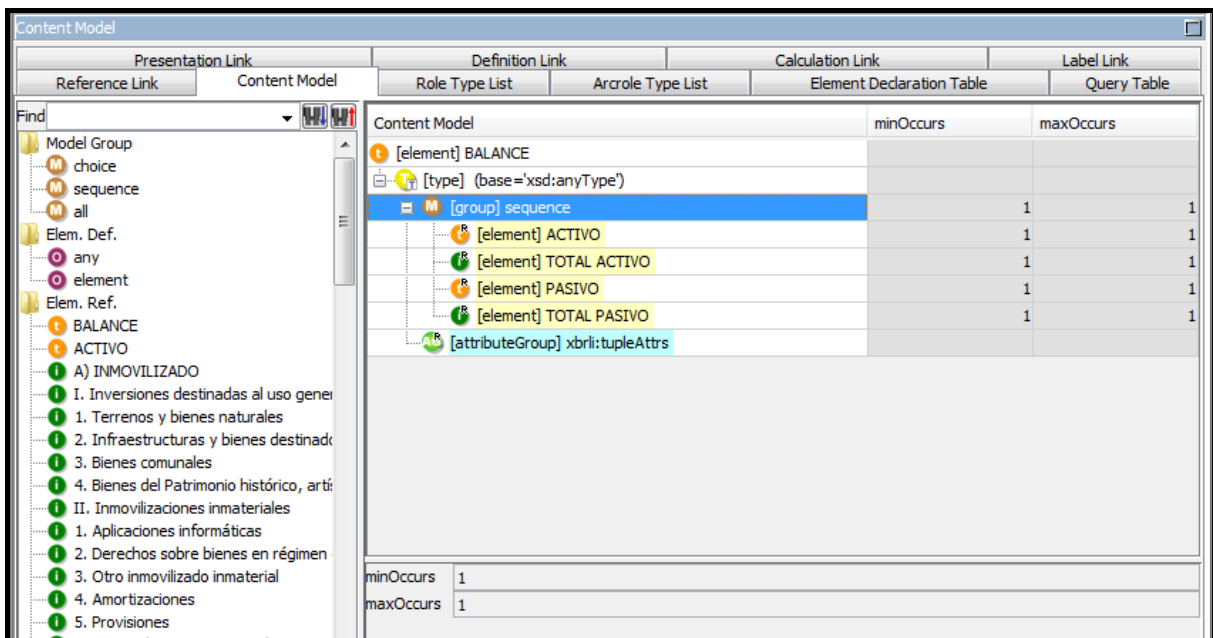 Content Model
Presentation Link Definition Link Calculation Link Label Link
Reference Link Content Model Role Type List Arcrole Type List Element Declaration Table Query Table
Find
Model Group
choice
sequence
all
Elem. Def.
any
element
Elem. Ref.
BALANCE
ACTIVO
A) INMOVILIZADO
I. Inversiones destinadas al uso gener
1. Terrenos y bienes naturales
2. Infraestructuras y bienes destinado
3. Bienes comunales
4. Bienes del Patrimonio histórico, artís
II. Inmovilizaciones inmateriales
1. Aplicaciones informáticas
2. Derechos sobre bienes en régimen
3. Otro inmovilizado inmaterial
4. Amortizaciones
5. Provisiones
Content Model minOccurs maxOccurs
[element] BALANCE
[type] (base='xsd:anyType')
[group] sequence 1 1
[element] ACTIVO 1 1
[element] TOTAL ACTIVO 1 1
[element] PASIVO 1 1
[element] TOTAL PASIVO 1 1
[attributeGroup] xbrli:tupleAttrs
minOccurs 1
maxOccurs 1